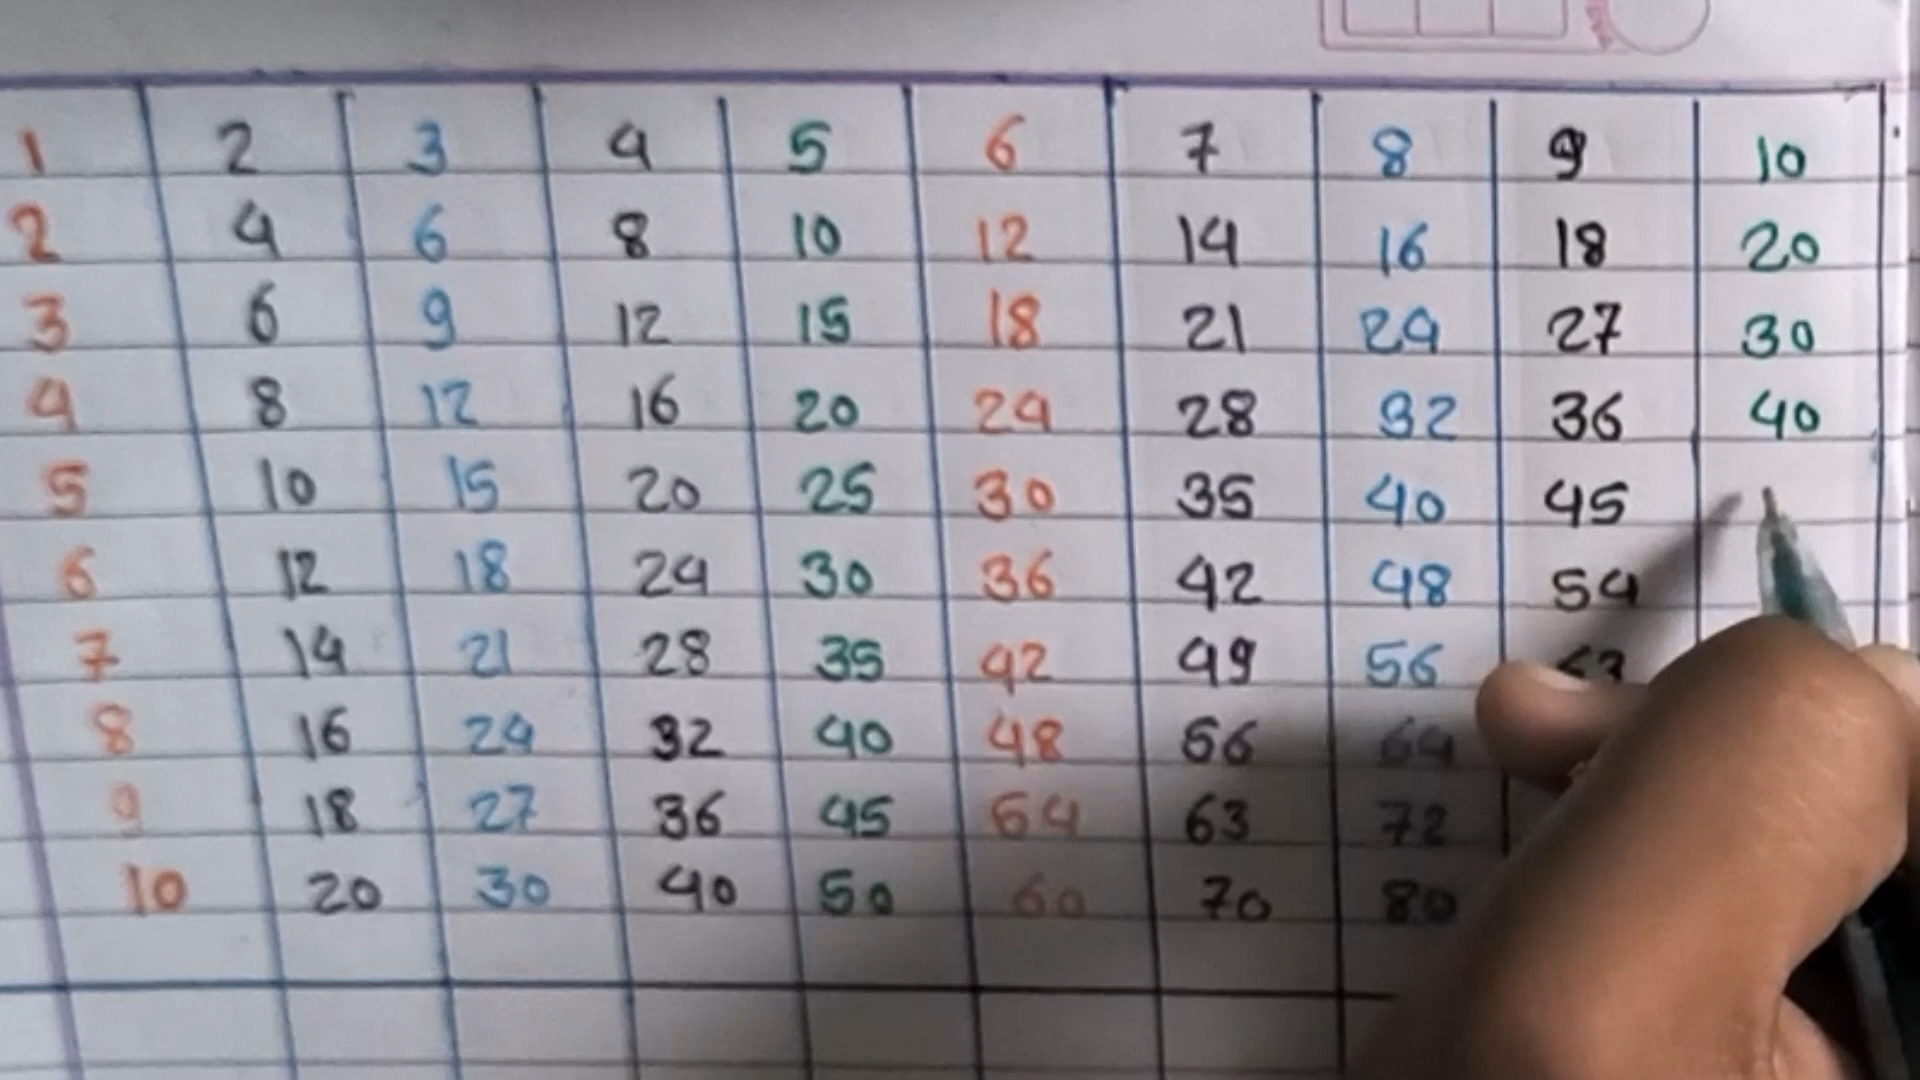 1 2 3 4 5 6 7 8 9 10
2 4 6 8 10 12 14 16 18 20
3 6 9 12 15 18 21 24 27 30
4 8 12 16 20 24 28 32 36 40
5 10 15 20 25 30 35 40 45
6 12 18 24 30 36 42 48 54
7 14 21 28 35 42 49 56 63
8 16 24 32 40 48 56 64
9 18 27 36 45 54 63 72
10 20 30 40 50 60 70 80